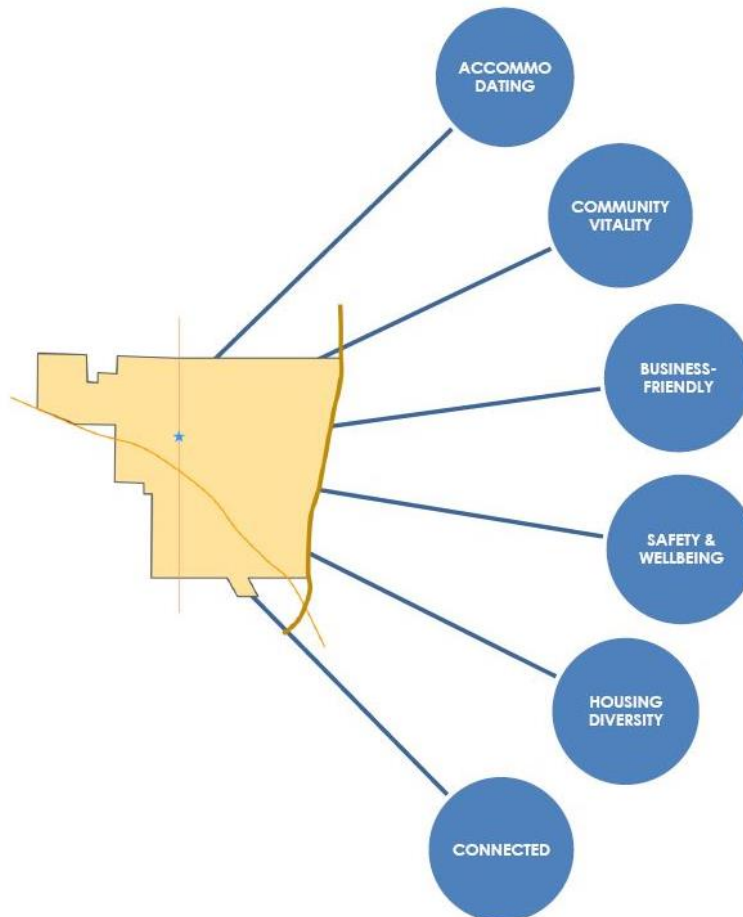 ACCOMMO
DATING
COMMUNITY
VITALITY
BUSINESS-
FRIENDLY
SAFETY &
WELLBEING
HOUSING
DIVERSITY
CONNECTED